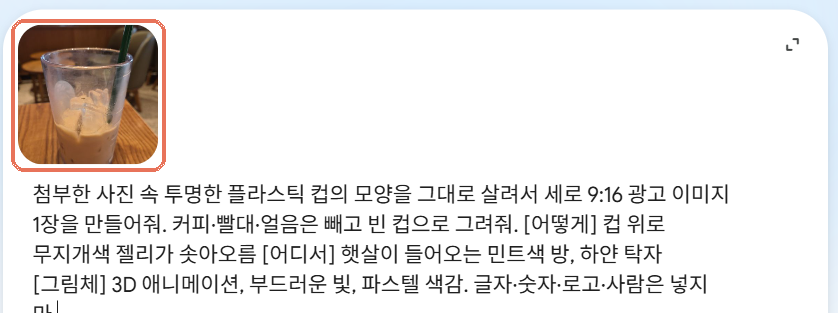 첨부한 사진 속 투명한 플라스틱 컵의 모양을 그대로 살려서 세로 9:16 광고 이미지
1장을 만들어줘. 커피·빨대·얼음은 빼고 빈 컵으로 그려줘. [어떻게] 컵 위로
무지개색 젤리가 솟아오름 [어디서] 햇살이 들어오는 민트색 방, 하얀 탁자
[그림체] 3D 애니메이션, 부드러운 빛, 파스텔 색감. 글자·숫자·로고·사람은 넣지
마